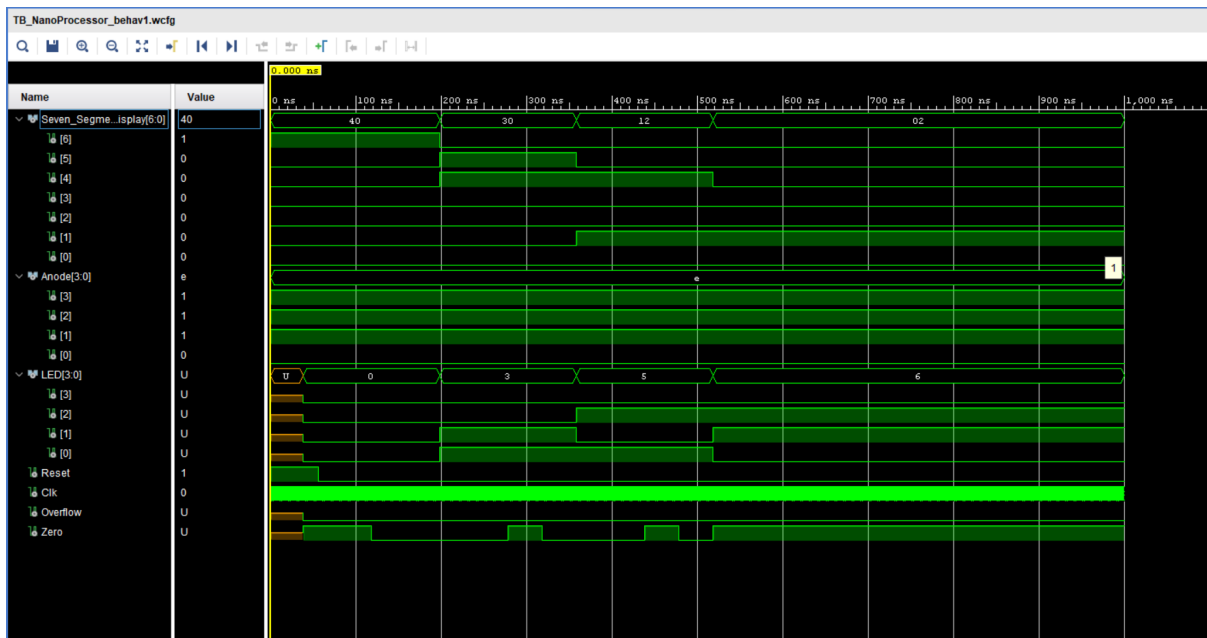 TB_NanoProcessor_behav1.wcfg
0.000 ns
Name Value
0 ns 100 ns 200 ns 300 ns 400 ns 500 ns 600 ns 700 ns 800 ns 900 ns 1,000 ns
Seven_Segme...isplay[6:0] 40 40 30 12 02
[6] 1
[5] 0
[4] 0
[3] 0
[2] 0
[1] 0
[0] 0
Anode[3:0] e e 1
[3] 1
[2] 1
[1] 1
[0] 0
LED[3:0] U U 0 3 5 6
[3] U
[2] U
[1] U
[0] U
Reset 1
Clk 0
Overflow U
Zero U